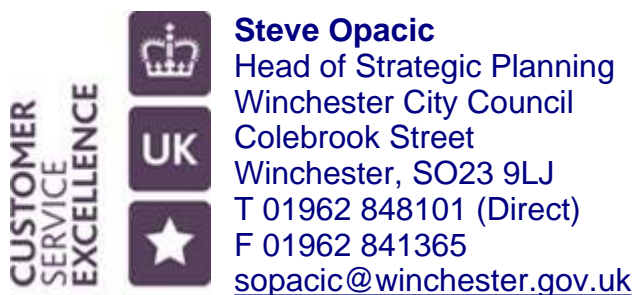 CUSTOMER
SERVICE
EXCELLENCE
UK
Steve Opacic
Head of Strategic Planning
Winchester City Council
Colebrook Street
Winchester, SO23 9LJ
T 01962 848101 (Direct)
F 01962 841365
sopacic@winchester.gov.uk